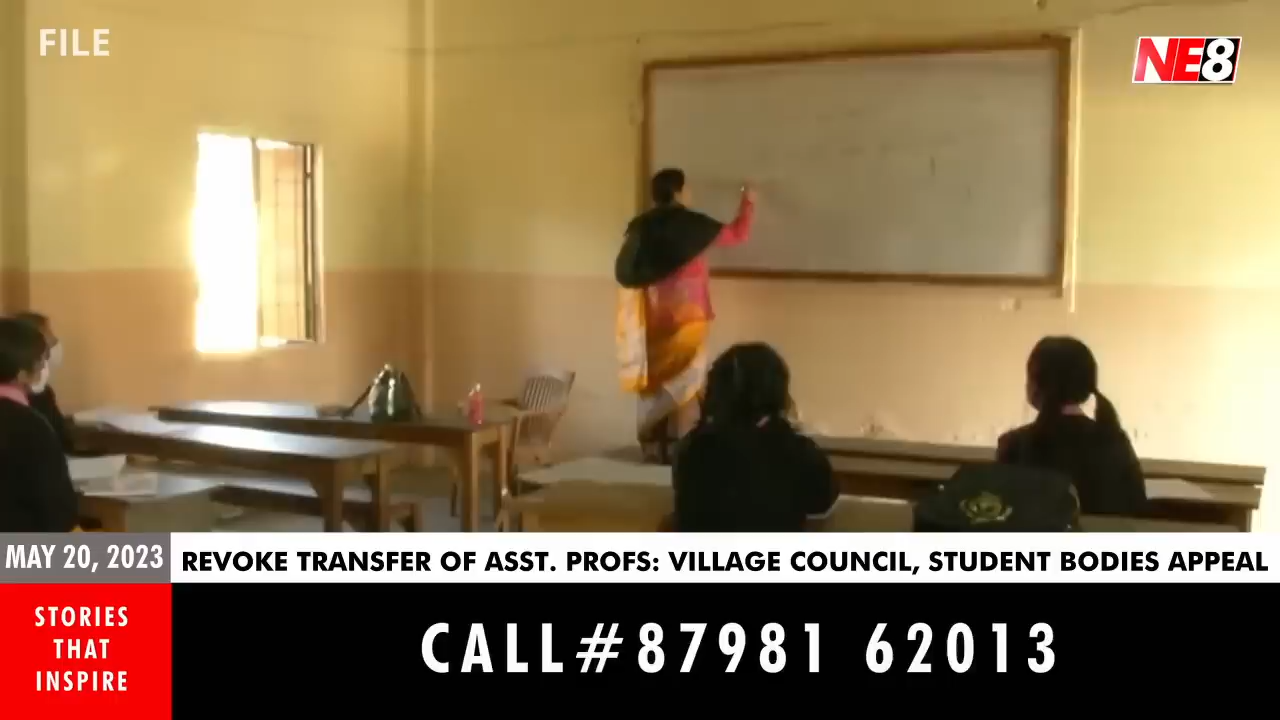 FILE
NE8
MAY 20, 2023
REVOKE TRANSFER OF ASST. PROFS: VILLAGE COUNCIL, STUDENT BODIES APPEAL
STORIES
THAT
INSPIRE
CALL#87981 62013